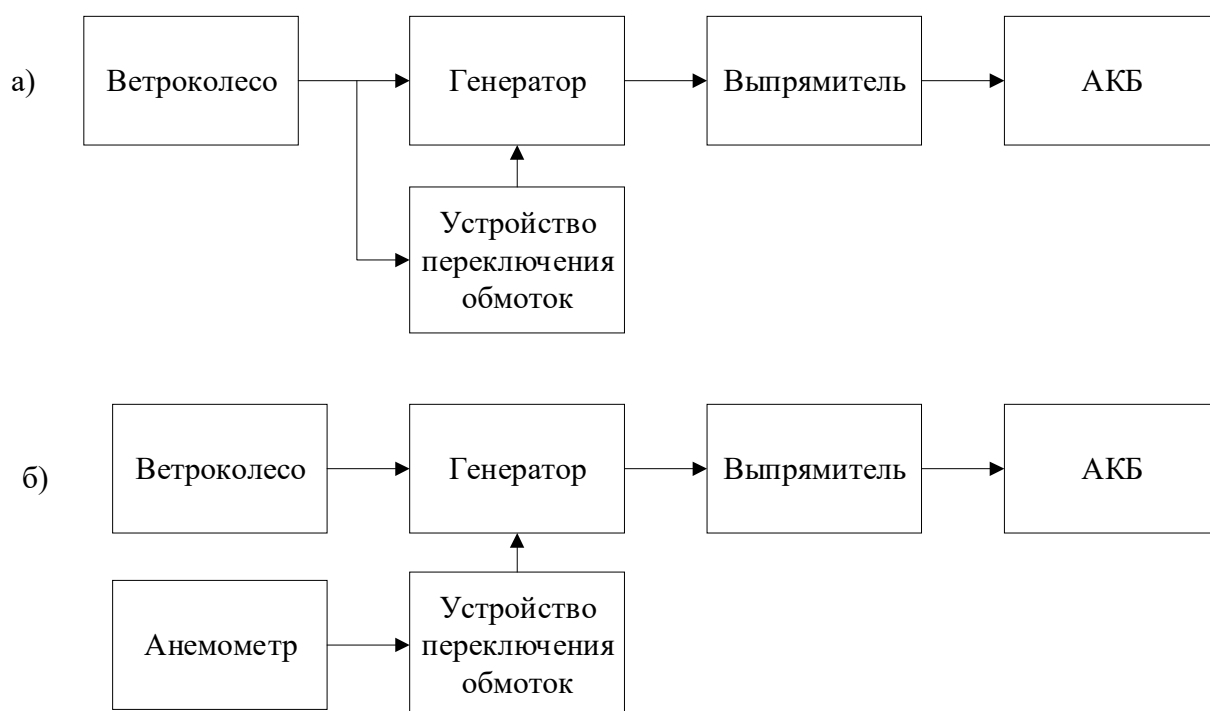 а)
Ветроколесо
Генератор
Выпрямитель
АКБ
Устройство
переключения
обмоток
б)
Ветроколесо
Генератор
Выпрямитель
АКБ
Анемометр
Устройство
переключения
обмоток